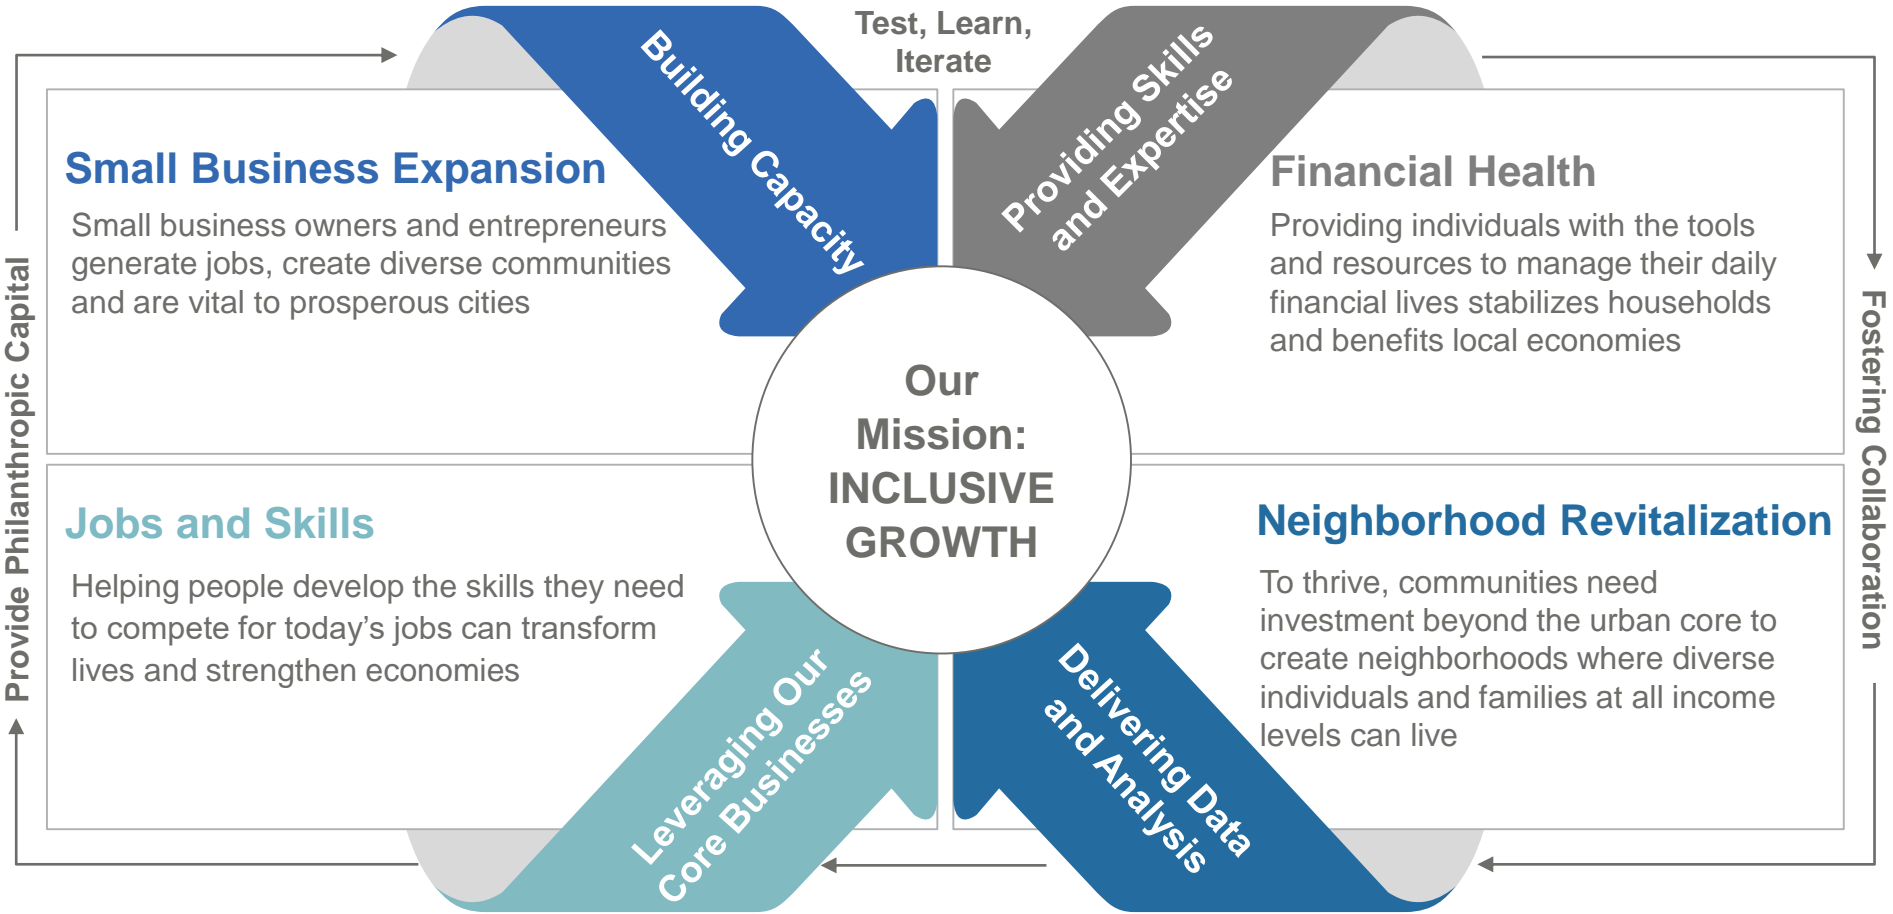 Test, Learn,
Iterate
Building Capacity
Providing Skills
and Expertise
Small Business Expansion
Small business owners and entrepreneurs
generate jobs, create diverse communities
and are vital to prosperous cities
Financial Health
Providing individuals with the tools
and resources to manage their daily
financial lives stabilizes households
and benefits local economies
Provide Philanthropic Capital
Our
Mission:
INCLUSIVE
GROWTH
Fostering Collaboration
Jobs and Skills
Helping people develop the skills they need
to compete for today’s jobs can transform
lives and strengthen economies
Neighborhood Revitalization
To thrive, communities need
investment beyond the urban core to
create neighborhoods where diverse
individuals and families at all income
levels can live
Leveraging Our
Core Businesses
Delivering Data
and Analysis